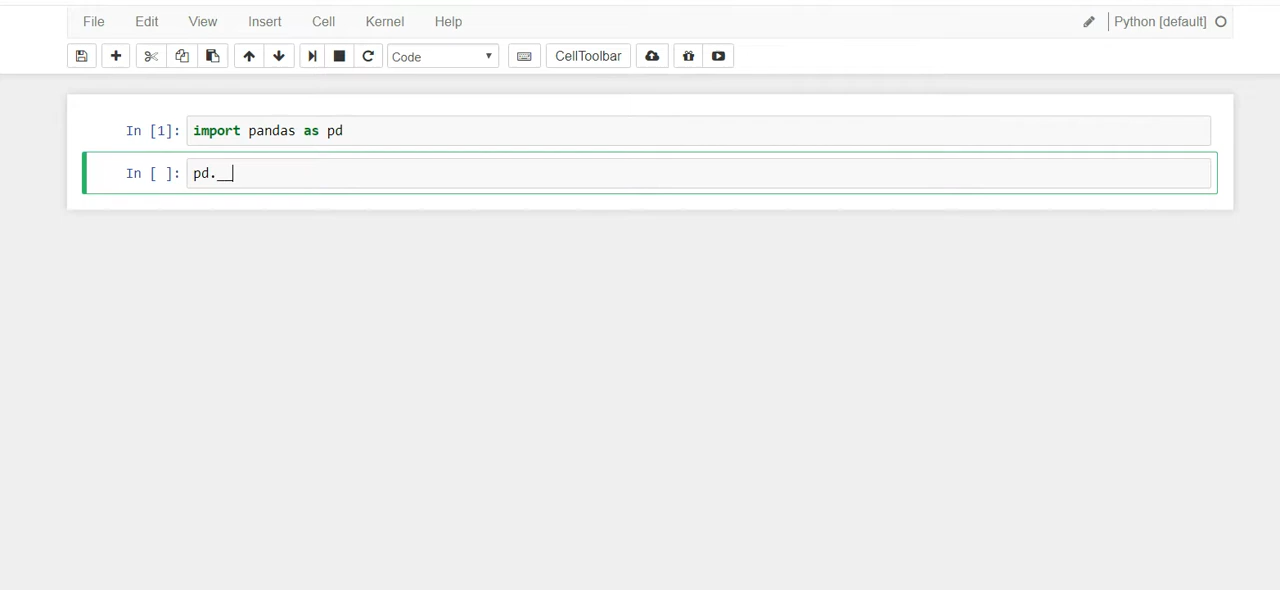 File Edit View Insert Cell Kernel Help Python [default]
Code CellToolbar
In [1]: import pandas as pd
In [ ]: pd.__